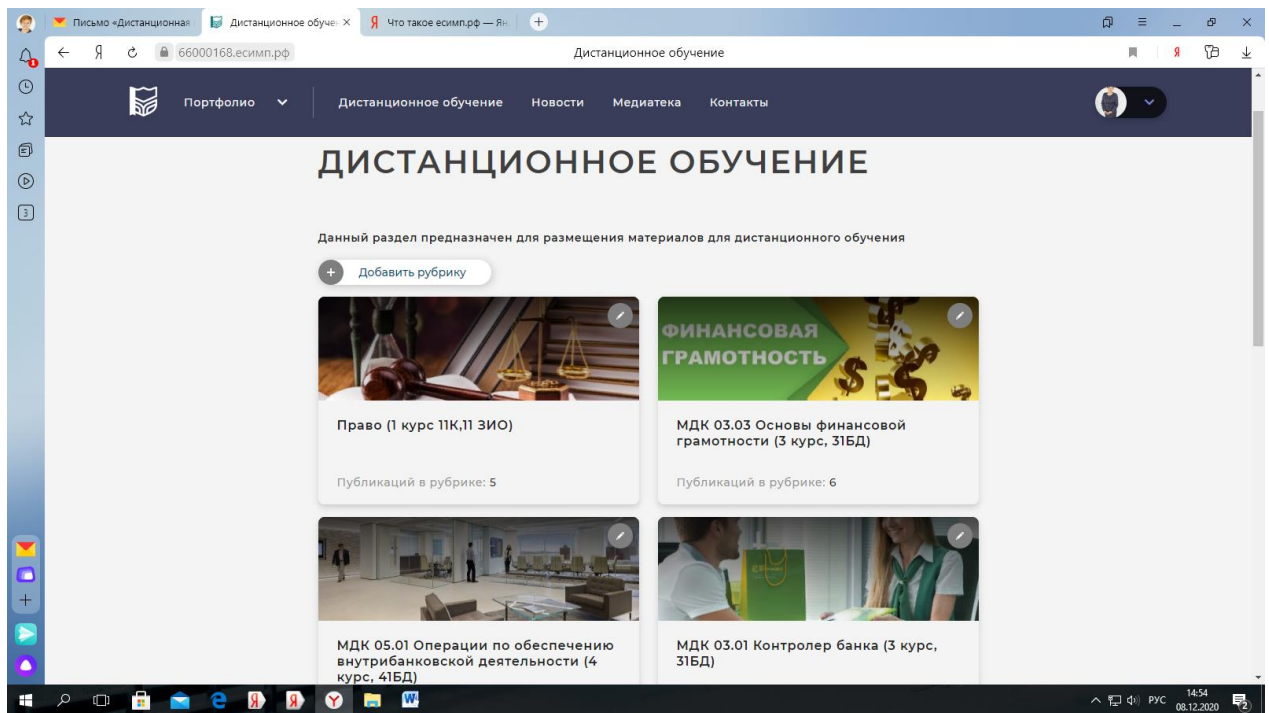 Письмо «Дистанционная
Дистанционное обучен
Что такое есимп.рф — Ян
66000168.есимп.рф
Дистанционное обучение
Портфолио
Дистанционное обучение
Новости
Медиатека
Контакты
ДИСТАНЦИОННОЕ ОБУЧЕНИЕ
Данный раздел предназначен для размещения материалов для дистанционного обучения
+ Добавить рубрику
ФИНАНСОВАЯ
ГРАМОТНОСТЬ
Право (1 курс 11К,11 ЗИО)
Публикаций в рубрике: 5
МДК 03.03 Основы финансовой
грамотности (3 курс, 31БД)
Публикаций в рубрике: 6
МДК 05.01 Операции по обеспечению
внутрибанковской деятельности (4
курс, 41БД)
МДК 03.01 Контролер банка (3 курс,
31БД)
3
РУС
14:54
08.12.2020
2